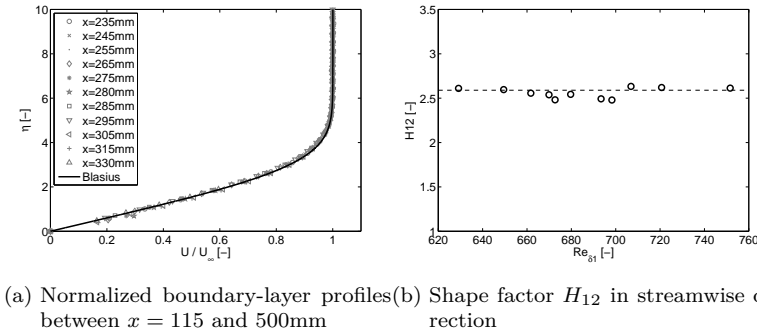 10
8
6
4
2
0
η [–]
x=235mm
x=245mm
x=255mm
x=265mm
x=275mm
x=280mm
x=285mm
x=295mm
x=305mm
x=315mm
x=330mm
Blasius
0 0.2 0.4 0.6 0.8 1
U / U∞ [–]
3.5
3
2.5
2
1.5
1
H12 [–]
620 640 660 680 700 720 740 760
Reδ1 [–]
(a) Normalized boundary-layer profiles
between x = 115 and 500mm
(b) Shape factor H12 in streamwise
rection